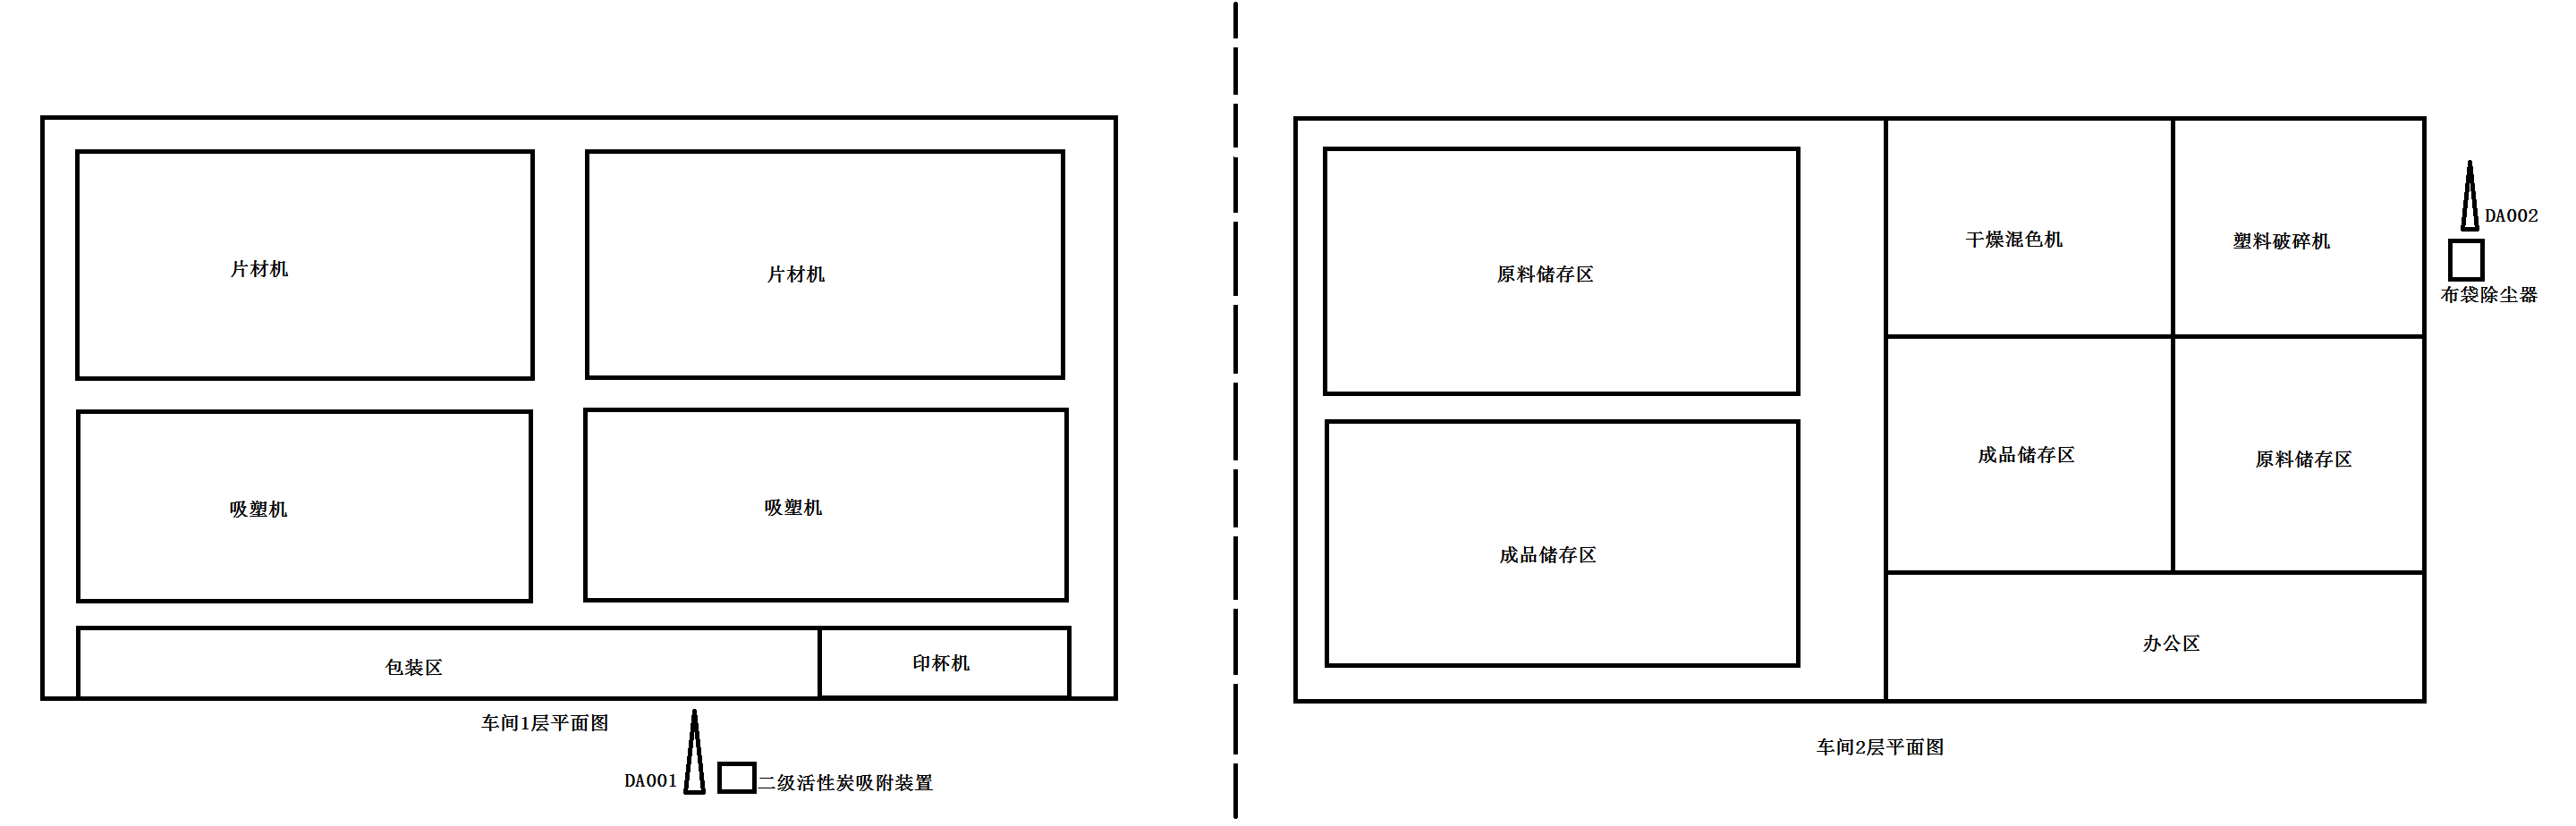 片材机
片材机
吸塑机
吸塑机
包装区
印杯机
车间1层平面图
DA001
二级活性炭吸附装置
原料储存区
成品储存区
干燥混色机
塑料破碎机
成品储存区
原料储存区
办公区
车间2层平面图
DA002
布袋除尘器